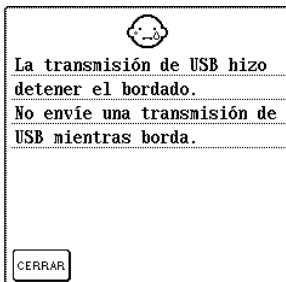 La transmisión de USB hizo
detener el bordado.
No envíe una transmisión de
USB mientras borda.
CERRAR